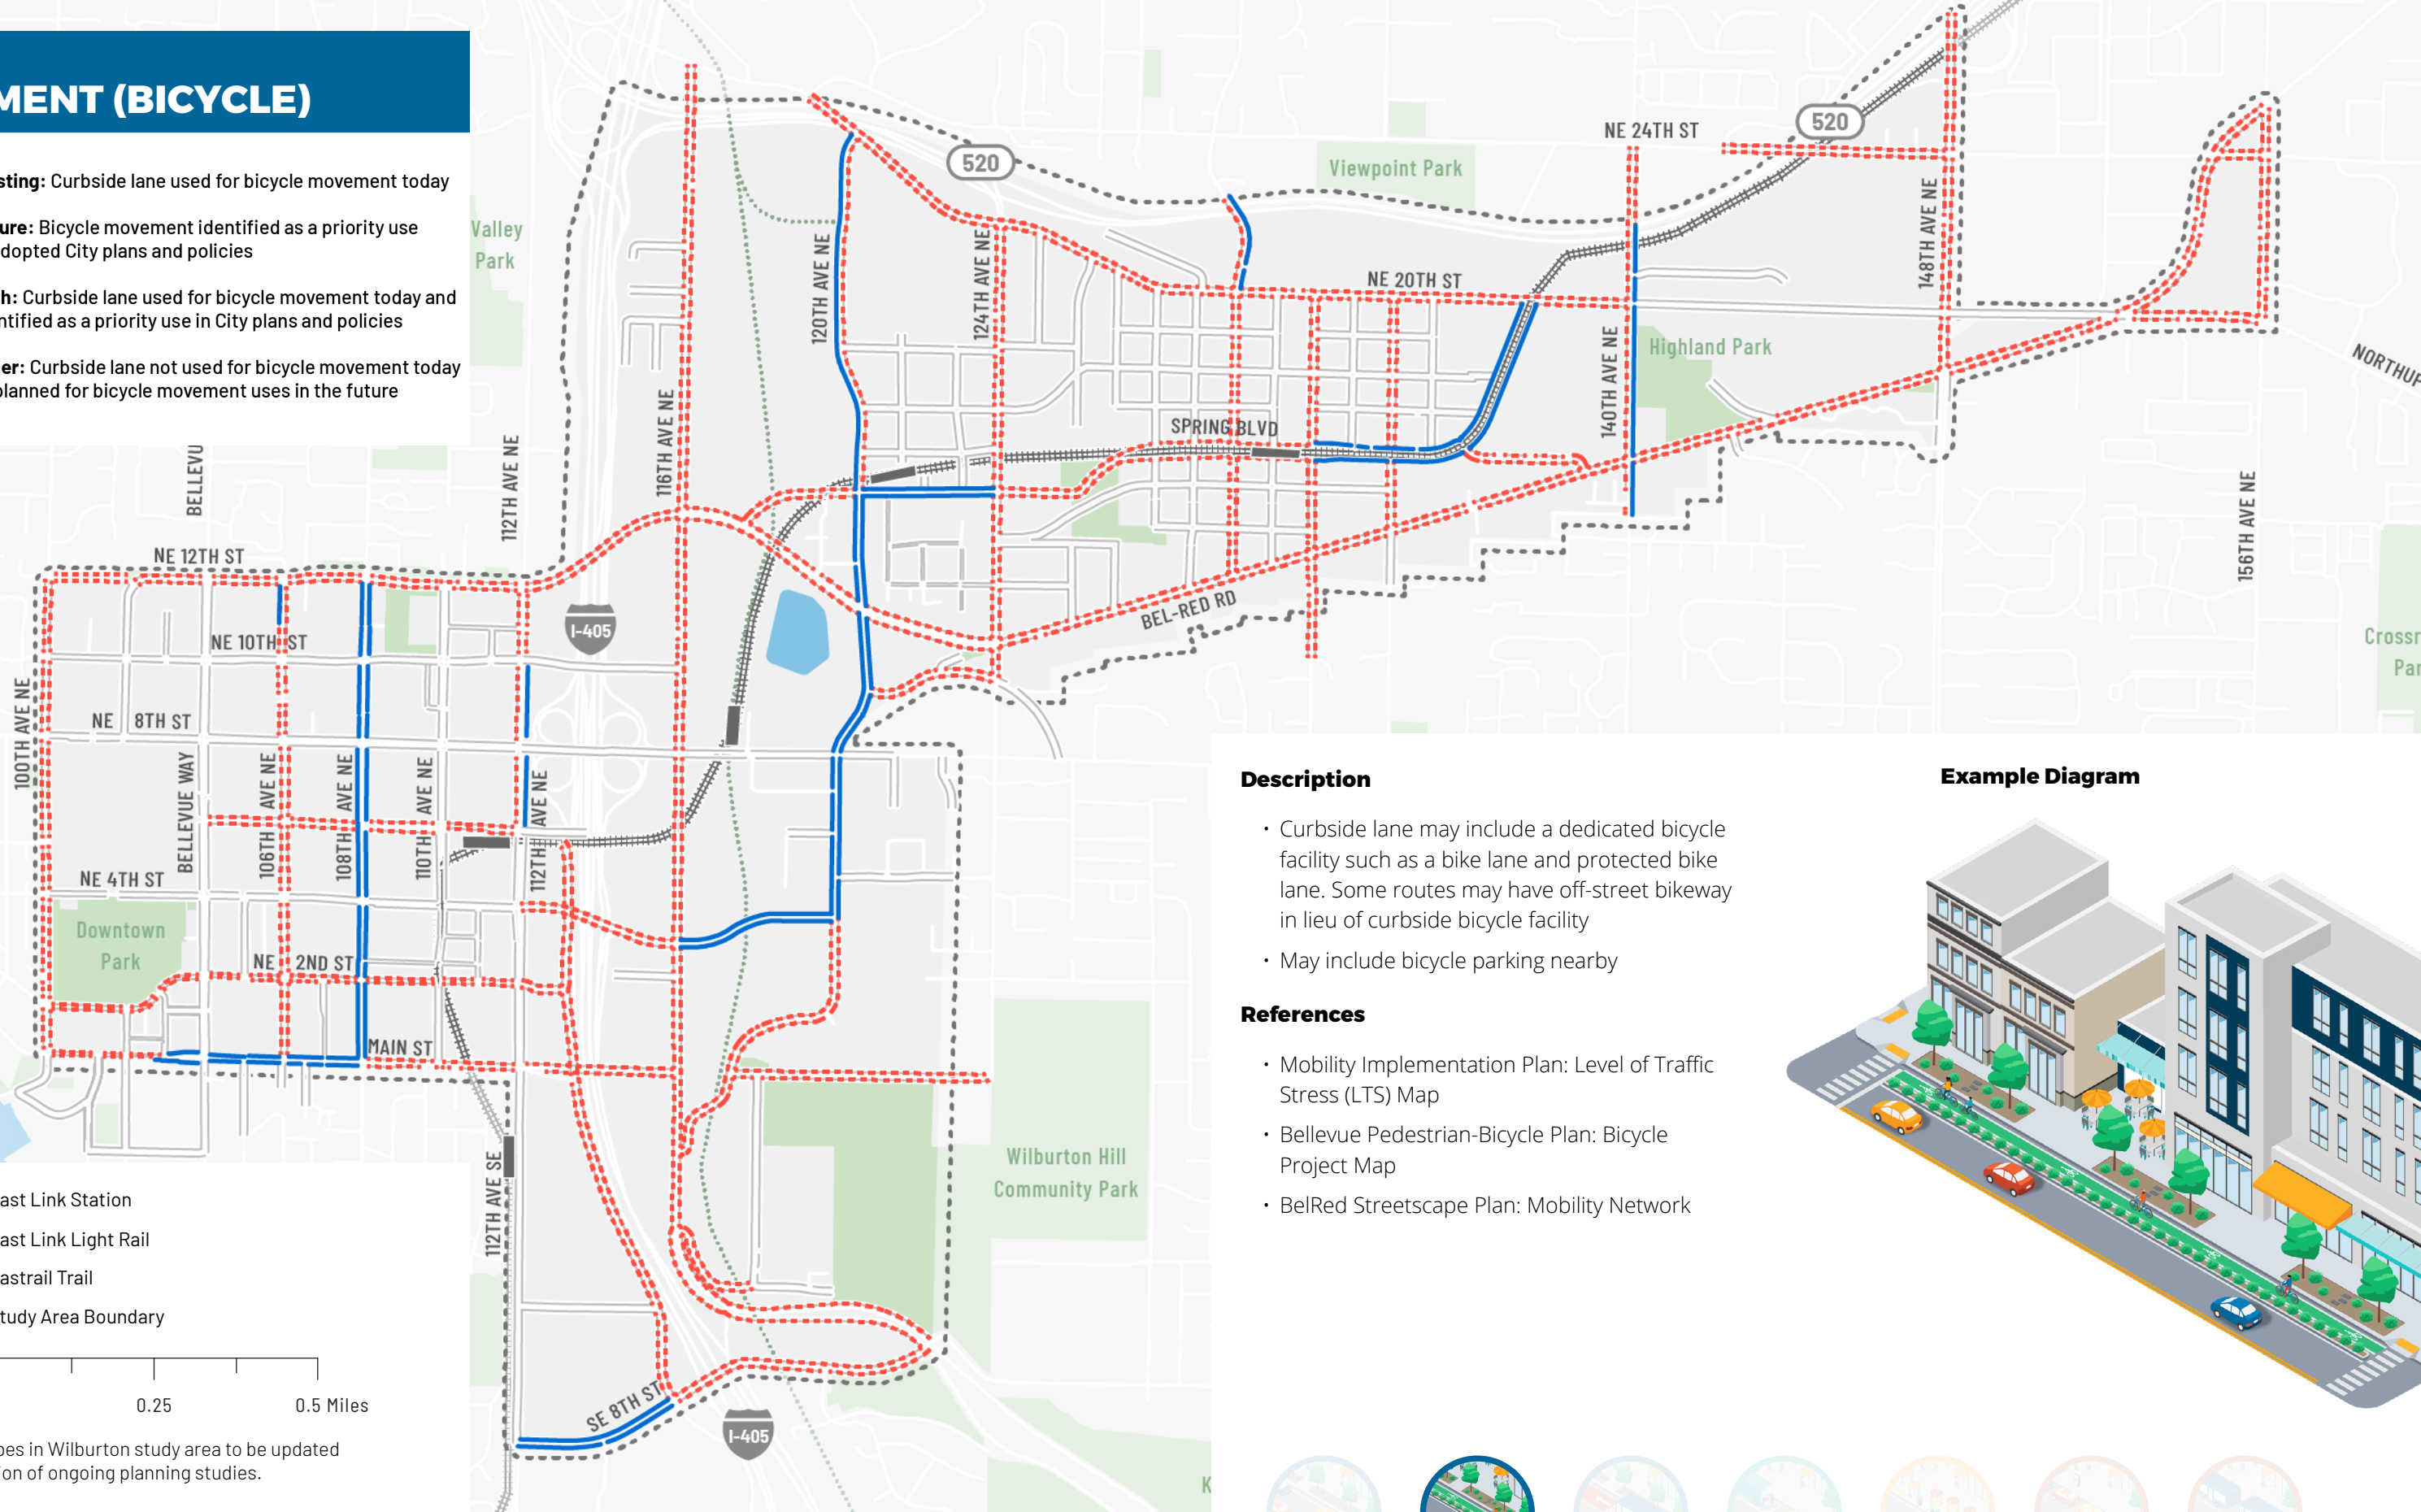 MENT (BICYCLE)
sting: Curbside lane used for bicycle movement today
ure: Bicycle movement identified as a priority use
dopted City plans and policies
h: Curbside lane used for bicycle movement today and
ntified as a priority use in City plans and policies
er: Curbside lane not used for bicycle movement today
planned for bicycle movement uses in the future
Valley
Park
520
520
Viewpoint Park
NE 24TH ST
148TH AVE NE
120TH AVE NE
124TH AVE NE
NE 20TH ST
140TH AVE NE
Highland Park
NORTHUP
116TH AVE NE
SPRING BLVD
BELLEVU
112TH AVE NE
156TH AVE NE
NE 12TH ST
I-405
BEL-RED RD
NE 10TH ST
Crossr
Par
100TH AVE NE
NE 8TH ST
BELLEVUE WAY
106TH AVE NE
108TH AVE NE
110TH AVE NE
112TH AVE NE
NE 4TH ST
Downtown
Park
NE 2ND ST
MAIN ST
Wilburton Hill
Community Park
112TH AVE SE
SE 8TH ST
I-405
K
ast Link Station
ast Link Light Rail
astrail Trail
tudy Area Boundary
0.25
0.5 Miles
pes in Wilburton study area to be updated
ion of ongoing planning studies.
Description
• Curbside lane may include a dedicated bicycle
facility such as a bike lane and protected bike
lane. Some routes may have off-street bikeway
in lieu of curbside bicycle facility
• May include bicycle parking nearby
References
• Mobility Implementation Plan: Level of Traffic
Stress (LTS) Map
• Bellevue Pedestrian-Bicycle Plan: Bicycle
Project Map
• BelRed Streetscape Plan: Mobility Network
Example Diagram